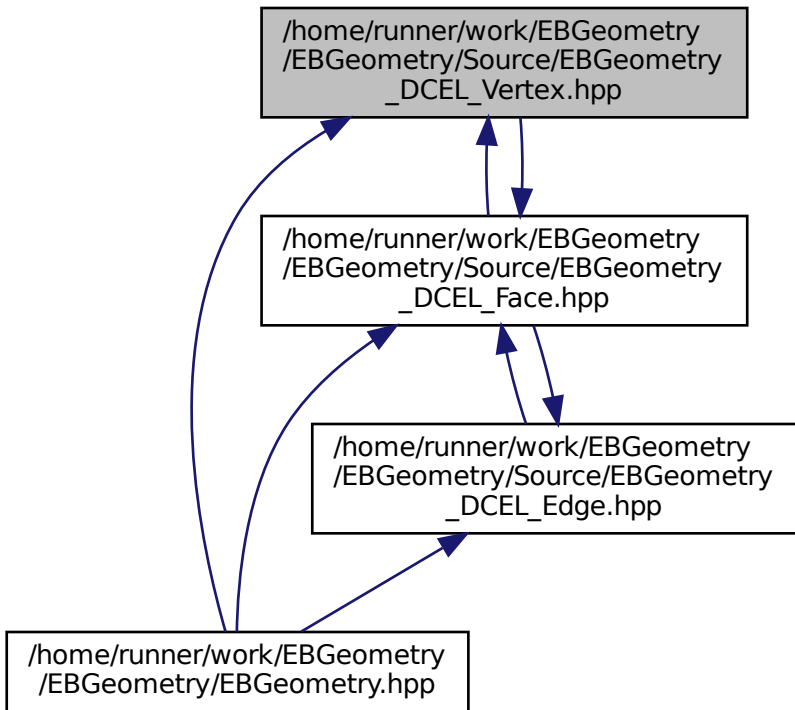 /home/runner/work/EBGeometry
/EBGeometry/Source/EBGeometry
_DCEL_Vertex.hpp
/home/runner/work/EBGeometry
/EBGeometry/Source/EBGeometry
_DCEL_Face.hpp
/home/runner/work/EBGeometry
/EBGeometry/Source/EBGeometry
_DCEL_Edge.hpp
/home/runner/work/EBGeometry
/EBGeometry/EBGeometry.hpp